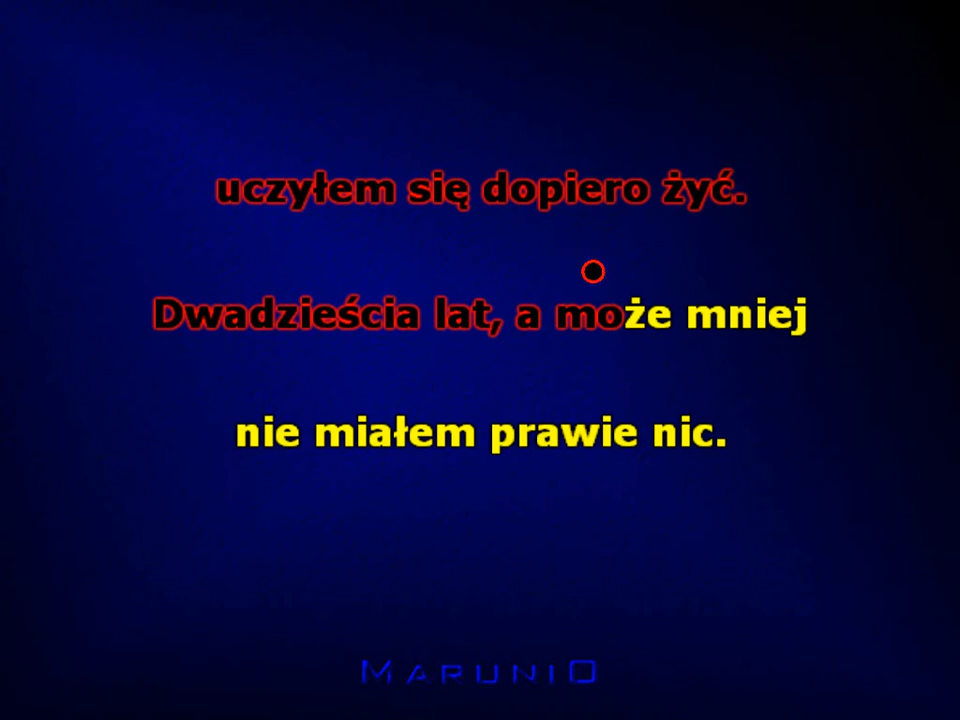 uczyłem się dopiero żyć.
Dwadzieścia lat, a może mniej
nie miałem prawie nic.
MARUNIO